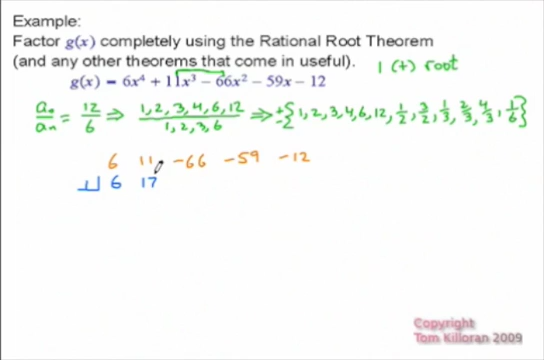 Example:
Factor g(x) completely using the Rational Root Theorem
(and any other theorems that come in useful). 1 (+) root
g(x) = 6x⁴ + 11x³ − 66x² − 59x − 12
a₀/aₙ = 12/6 ⇒ 1, 2, 3, 4, 6, 12 / 1, 2, 3, 6 ⇒ ±{1, 2, 3, 4, 6, 12, 1/2, 3/2, 1/3, 2/3, 4/3, 1/6}
6 11 -66 -59 -12
1 6 17
Copyright
Tom Killoran 2009